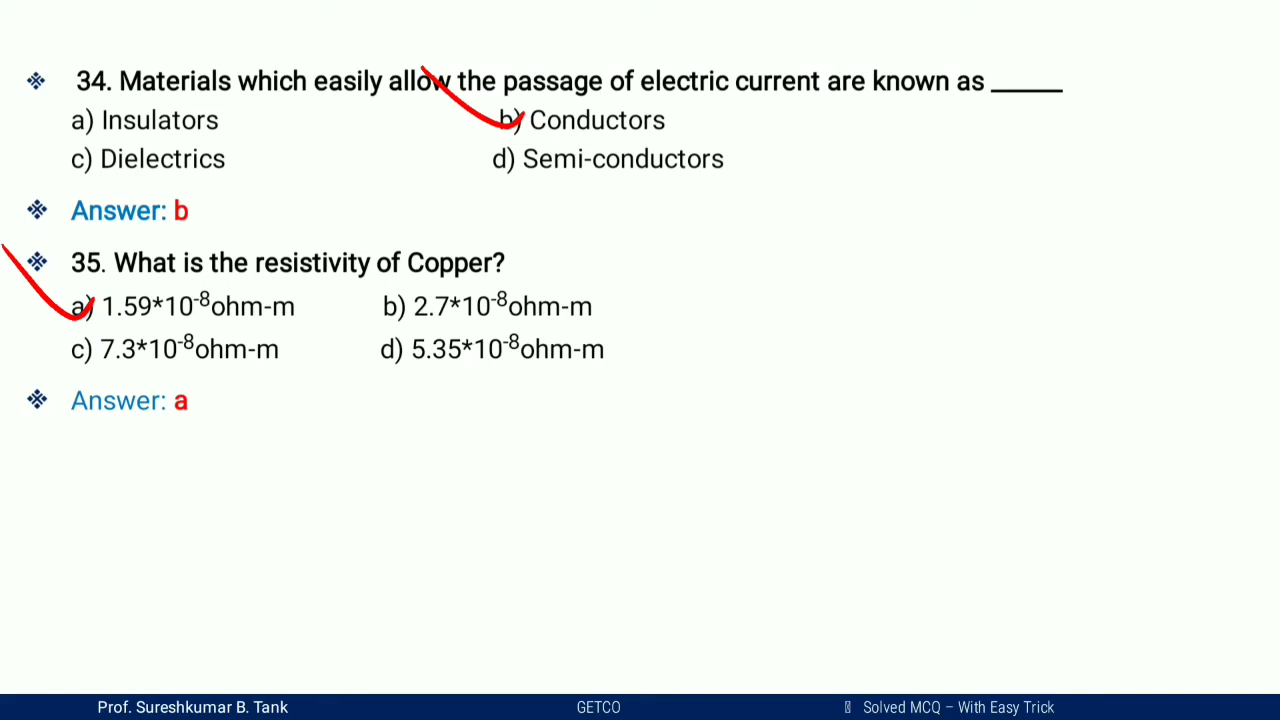 ❖ 34. Materials which easily allow the passage of electric current are known as ______
a) Insulators b) Conductors
c) Dielectrics d) Semi-conductors
❖ Answer: b
❖ 35. What is the resistivity of Copper?
a) 1.59*10⁻⁸ohm-m b) 2.7*10⁻⁸ohm-m
c) 7.3*10⁻⁸ohm-m d) 5.35*10⁻⁸ohm-m
❖ Answer: a
Prof. Sureshkumar B. Tank GETCO Solved MCQ – With Easy Trick